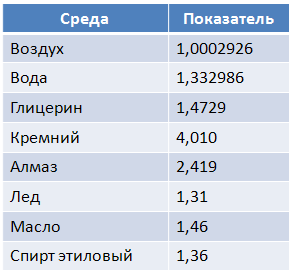 Среда Показатель
Воздух 1,0002926
Вода 1,332986
Глицерин 1,4729
Кремний 4,010
Алмаз 2,419
Лед 1,31
Масло 1,46
Спирт этиловый 1,36